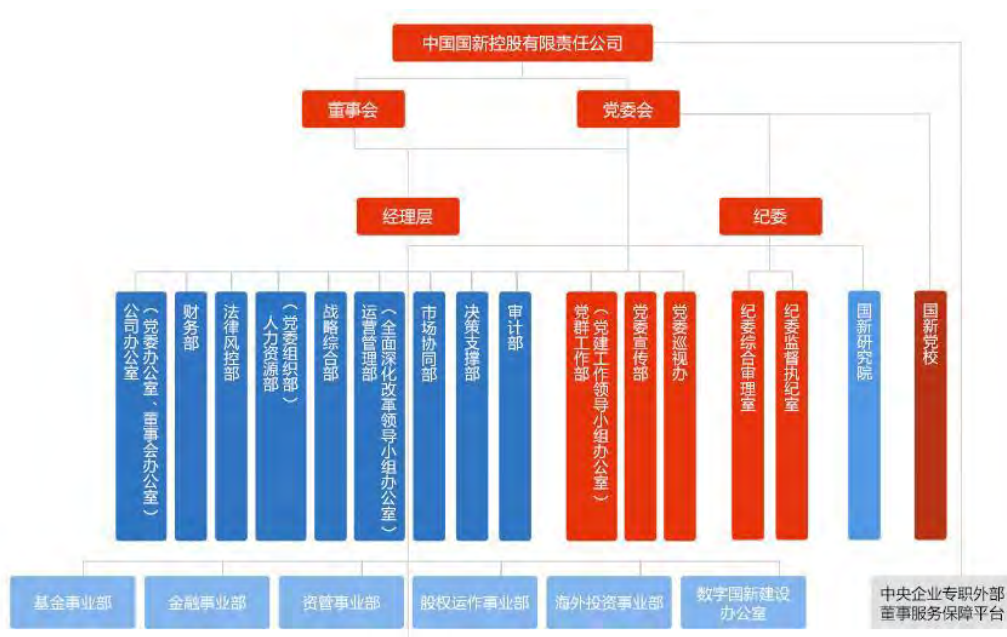 中国国新控股有限责任公司
董事会
党委会
经理层
纪委
公司办公室
（党委办公室、董事会办公室）
财务部
法律风控部
人力资源部
（党委组织部）
战略综合部
运营管理部
（全面深化改革领导小组办公室）
市场协同部
决策支撑部
审计部
党群工作部
（党建工作领导小组办公室）
党委宣传部
党委巡视办
纪委综合审理室
纪委监督执纪室
国新研究院
国新党校
基金事业部
金融事业部
资管事业部
股权运作事业部
海外投资事业部
数字国新建设
办公室
中央企业专职外部
董事服务保障平台